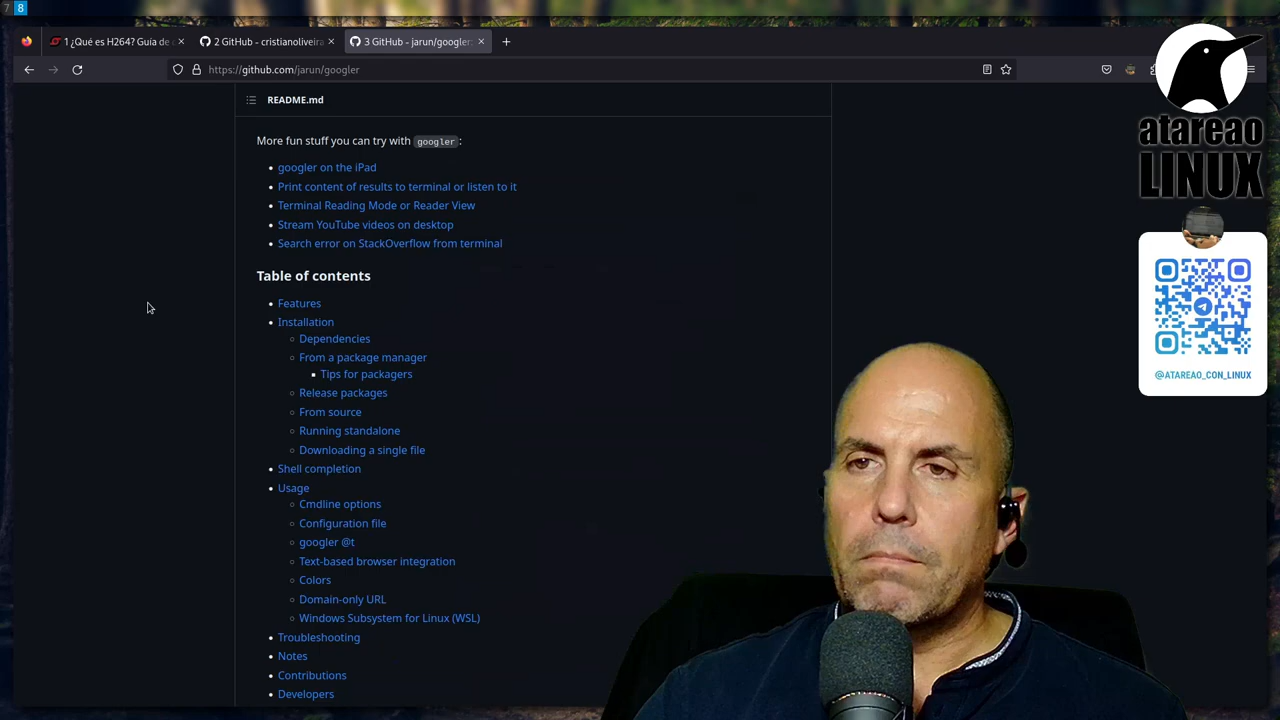 7 8
1 ¿Qué es H264? Guía de
2 GitHub - cristianoliveira
3 GitHub - jarun/googler:
https://github.com/jarun/googler
README.md
More fun stuff you can try with googler:
googler on the iPad
Print content of results to terminal or listen to it
Terminal Reading Mode or Reader View
Stream YouTube videos on desktop
Search error on StackOverflow from terminal
Table of contents
Features
Installation
Dependencies
From a package manager
Tips for packagers
Release packages
From source
Running standalone
Downloading a single file
Shell completion
Usage
Cmdline options
Configuration file
googler @t
Text-based browser integration
Colors
Domain-only URL
Windows Subsystem for Linux (WSL)
Troubleshooting
Notes
Contributions
Developers
atareao
LINUX
@ATAREAO_CON_LINUX